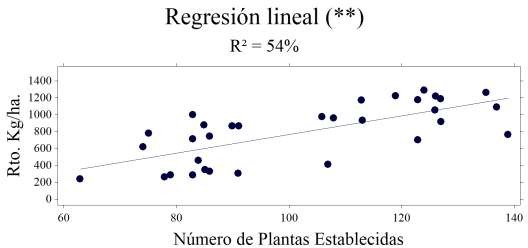 Regresión lineal (**)
R² = 54%
Rto. Kg/ha.
1400
1200
1000
800
600
400
200
0
60 80 100 120 140
Número de Plantas Establecidas